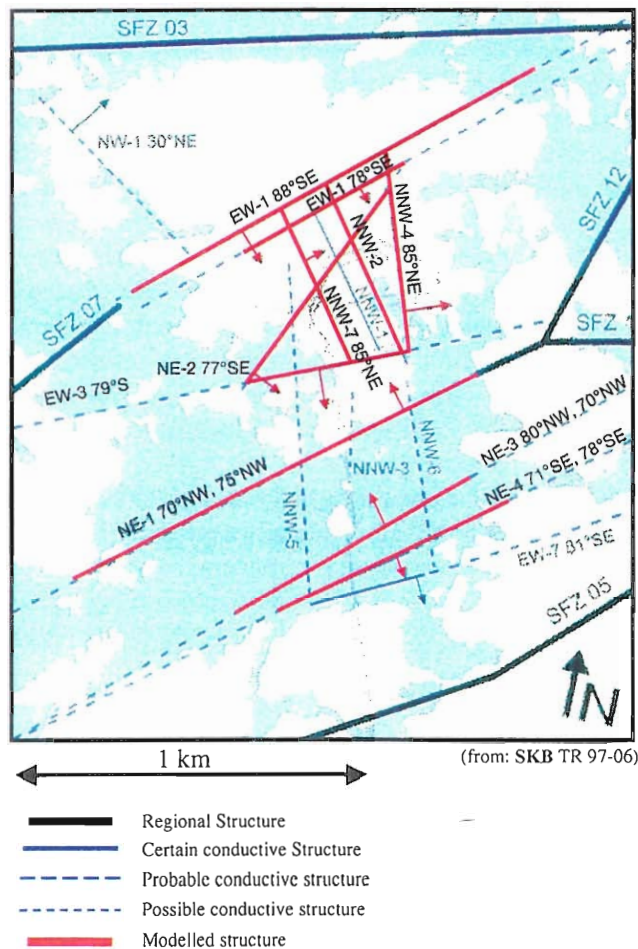 SFZ 03
NW-1 30°NE
EW-1 88°SE
EW-1 78°SE
NNW-4 85°NE
NNW-2
NNW-1
NNW-7 85°NE
SFZ 12
SFZ
SFZ 07
NE-2 77°SE
EW-3 79°S
NE-1 70°NW, 75°NW
NNW-3
NNW-6
NNW-5
NE-3 80°NW, 70°NW
NE-4 71°SE, 78°SE
EW-7 81°SE
SFZ 05
N
1 km
(from: SKB TR 97-06)
Regional Structure
Certain conductive Structure
Probable conductive structure
Possible conductive structure
Modelled structure